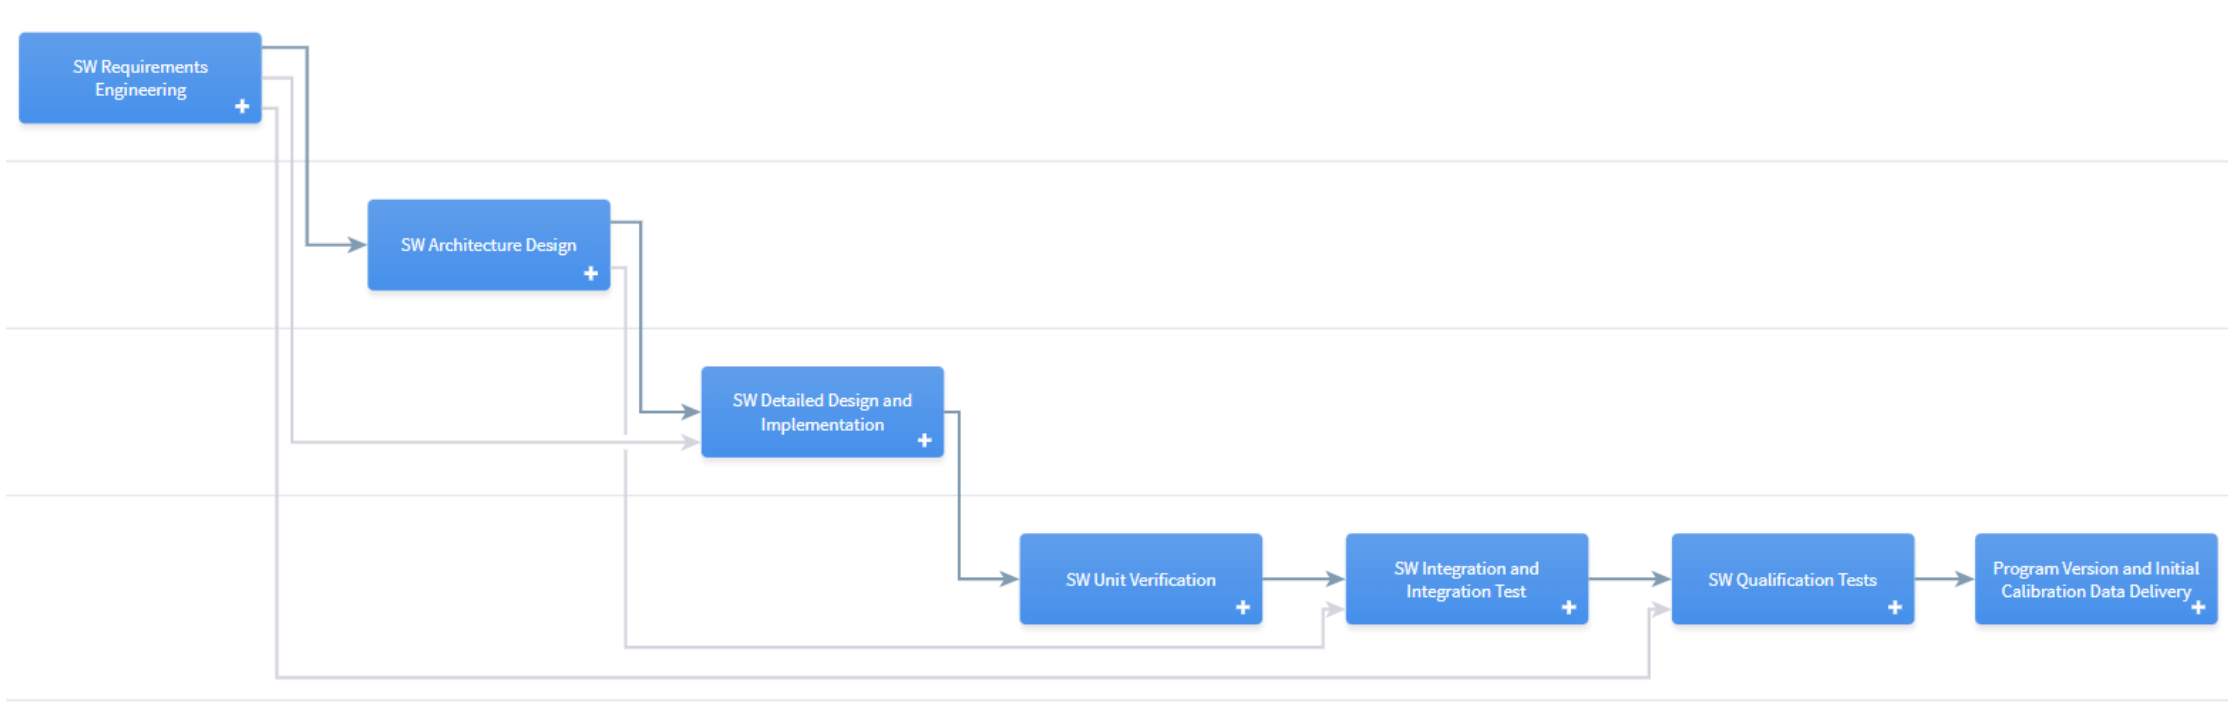 SW Requirements
Engineering
SW Architecture Design
SW Detailed Design and
Implementation
SW Unit Verification
SW Integration and
Integration Test
SW Qualification Tests
Program Version and Initial
Calibration Data Delivery